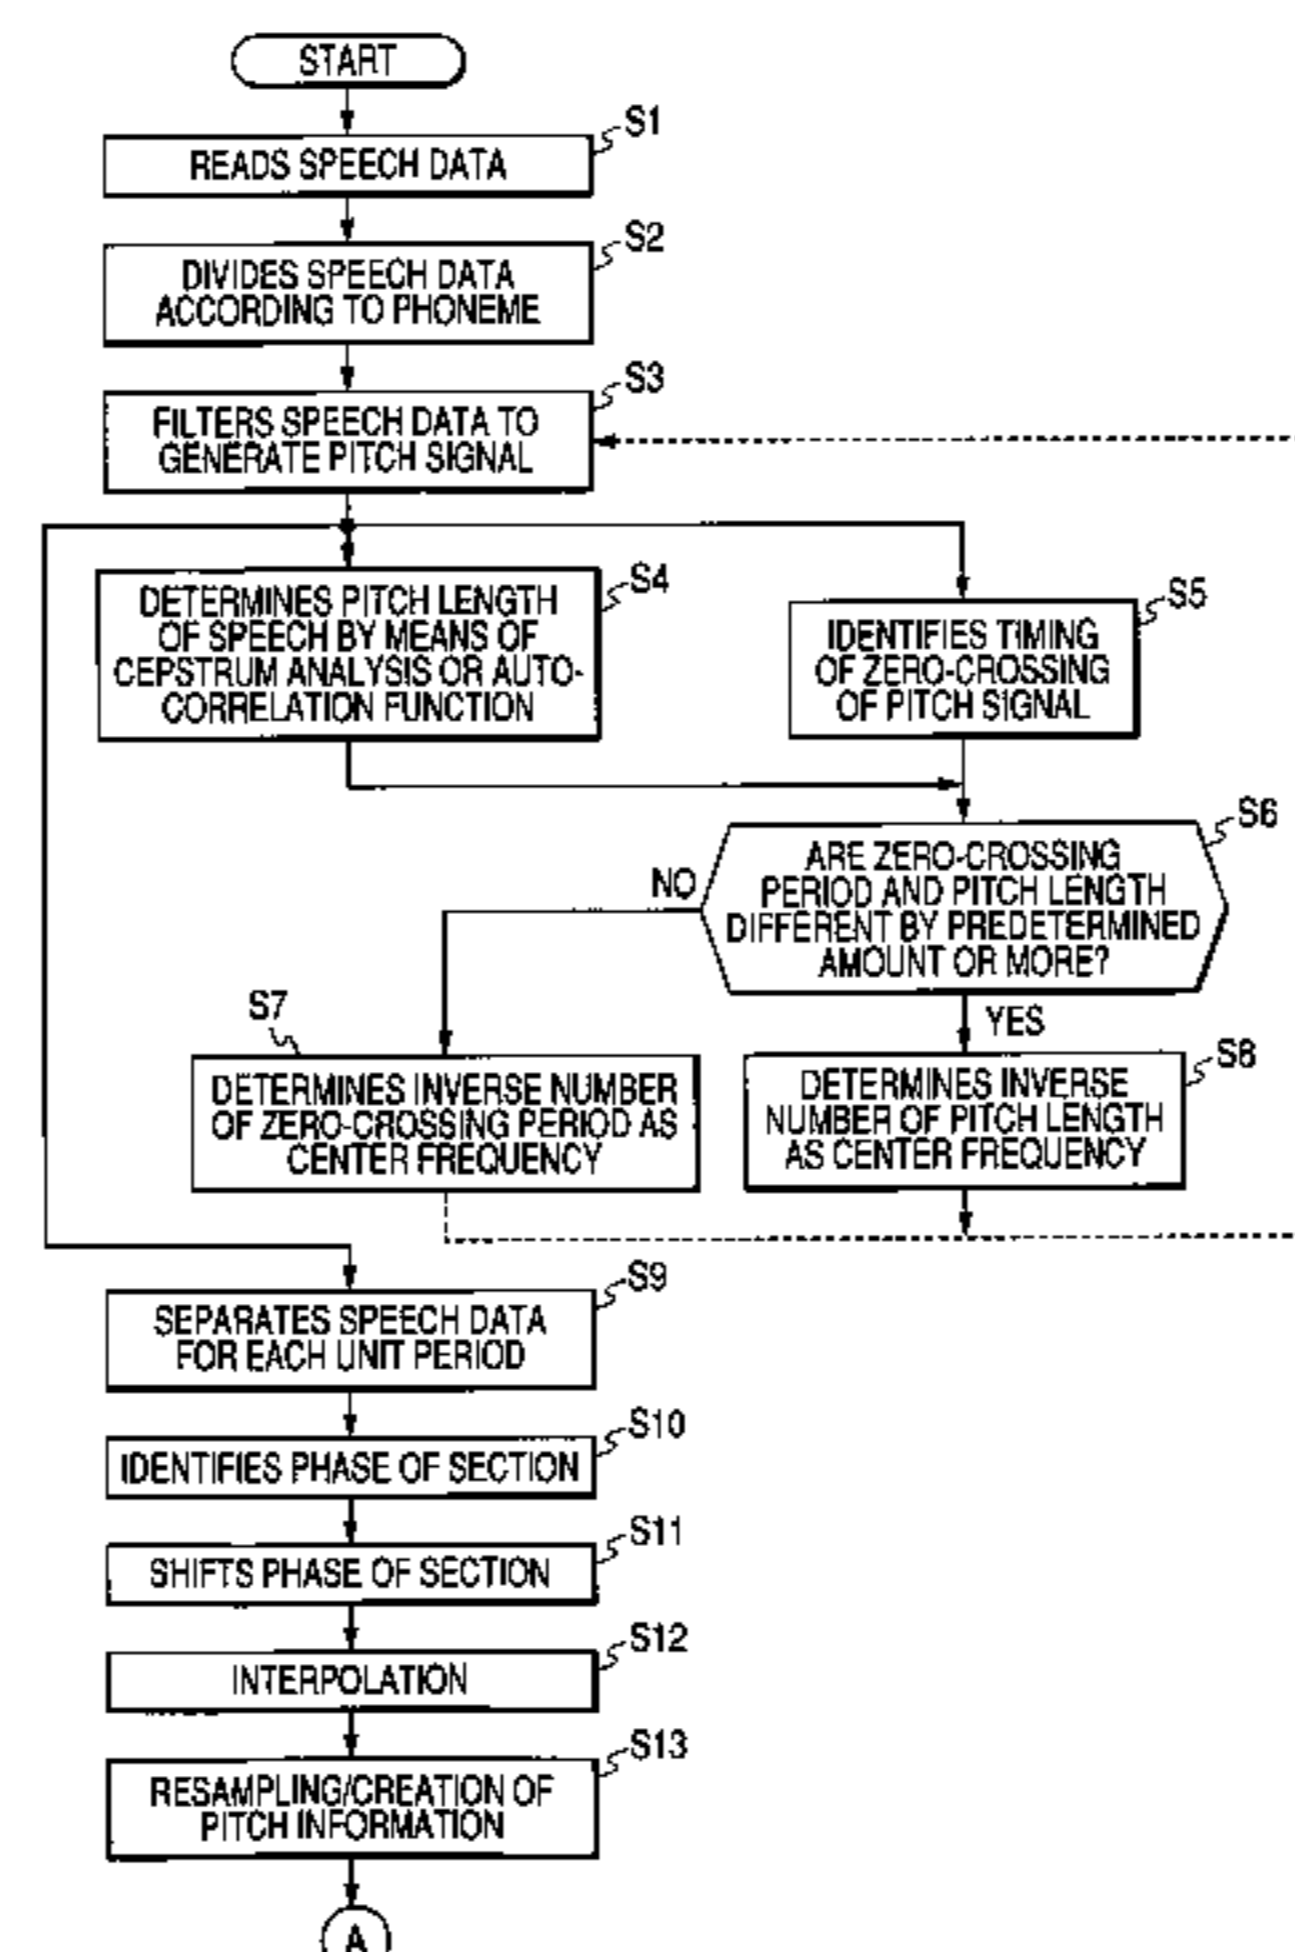 START
S1
READS SPEECH DATA
S2
DIVIDES SPEECH DATA
ACCORDING TO PHONEME
S3
FILTERS SPEECH DATA TO
GENERATE PITCH SIGNAL
S4
DETERMINES PITCH LENGTH
OF SPEECH BY MEANS OF
CEPSTRUM ANALYSIS OR AUTO-
CORRELATION FUNCTION
S5
IDENTIFIES TIMING
OF ZERO-CROSSING
OF PITCH SIGNAL
S6
ARE ZERO-CROSSING
PERIOD AND PITCH LENGTH
DIFFERENT BY PREDETERMINED
AMOUNT OR MORE?
NO
YES
S7
DETERMINES INVERSE NUMBER
OF ZERO-CROSSING PERIOD AS
CENTER FREQUENCY
S8
DETERMINES INVERSE
NUMBER OF PITCH LENGTH
AS CENTER FREQUENCY
S9
SEPARATES SPEECH DATA
FOR EACH UNIT PERIOD
S10
IDENTIFIES PHASE OF SECTION
S11
SHIFTS PHASE OF SECTION
S12
INTERPOLATION
S13
RESAMPLING/CREATION OF
PITCH INFORMATION
A